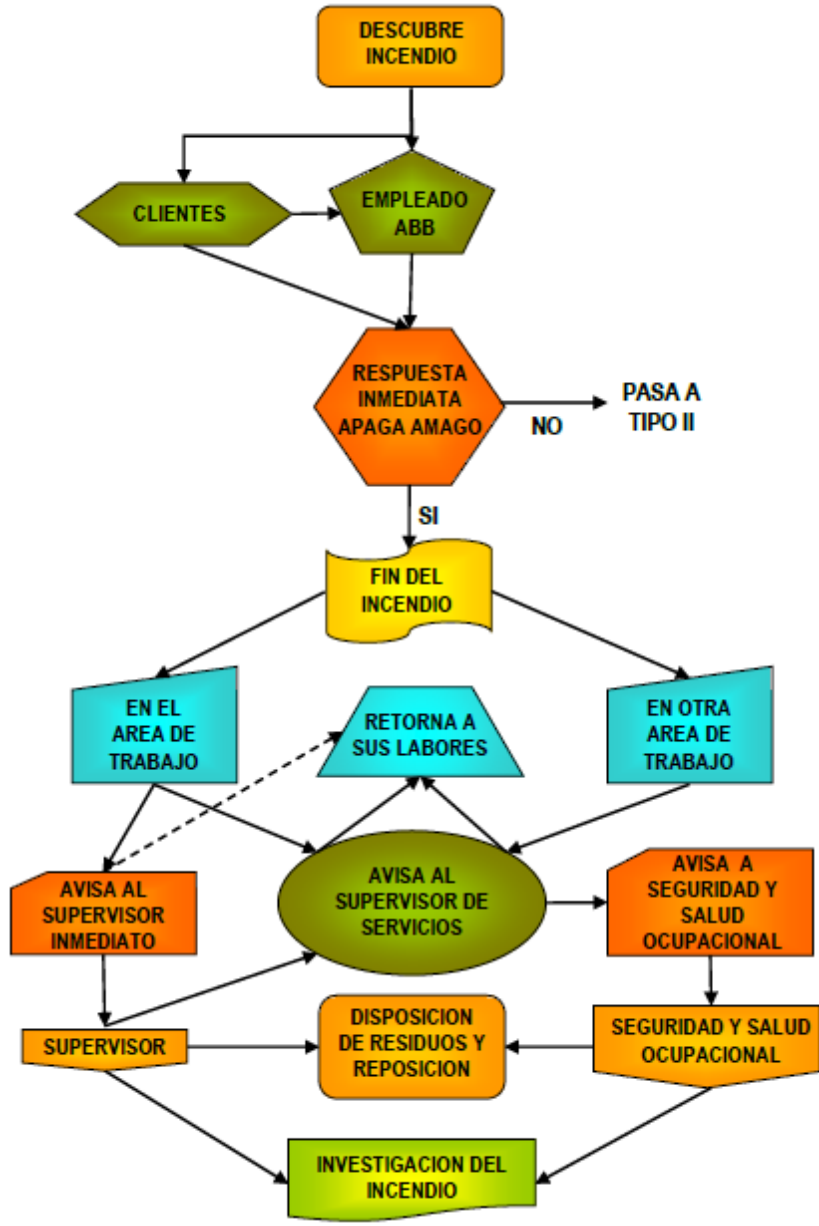 DESCUBRE
INCENDIO
CLIENTES
EMPLEADO
ABB
RESPUESTA
INMEDIATA
APAGA AMAGO
NO
PASA A
TIPO II
SI
FIN DEL
INCENDIO
EN EL
AREA DE
TRABAJO
RETORNA A
SUS LABORES
EN OTRA
AREA DE
TRABAJO
AVISA AL
SUPERVISOR
INMEDIATO
AVISA AL
SUPERVISOR DE
SERVICIOS
AVISA A
SEGURIDAD Y
SALUD
OCUPACIONAL
SUPERVISOR
DISPOSICION
DE RESIDUOS Y
REPOSICION
SEGURIDAD Y SALUD
OCUPACIONAL
INVESTIGACION DEL
INCENDIO